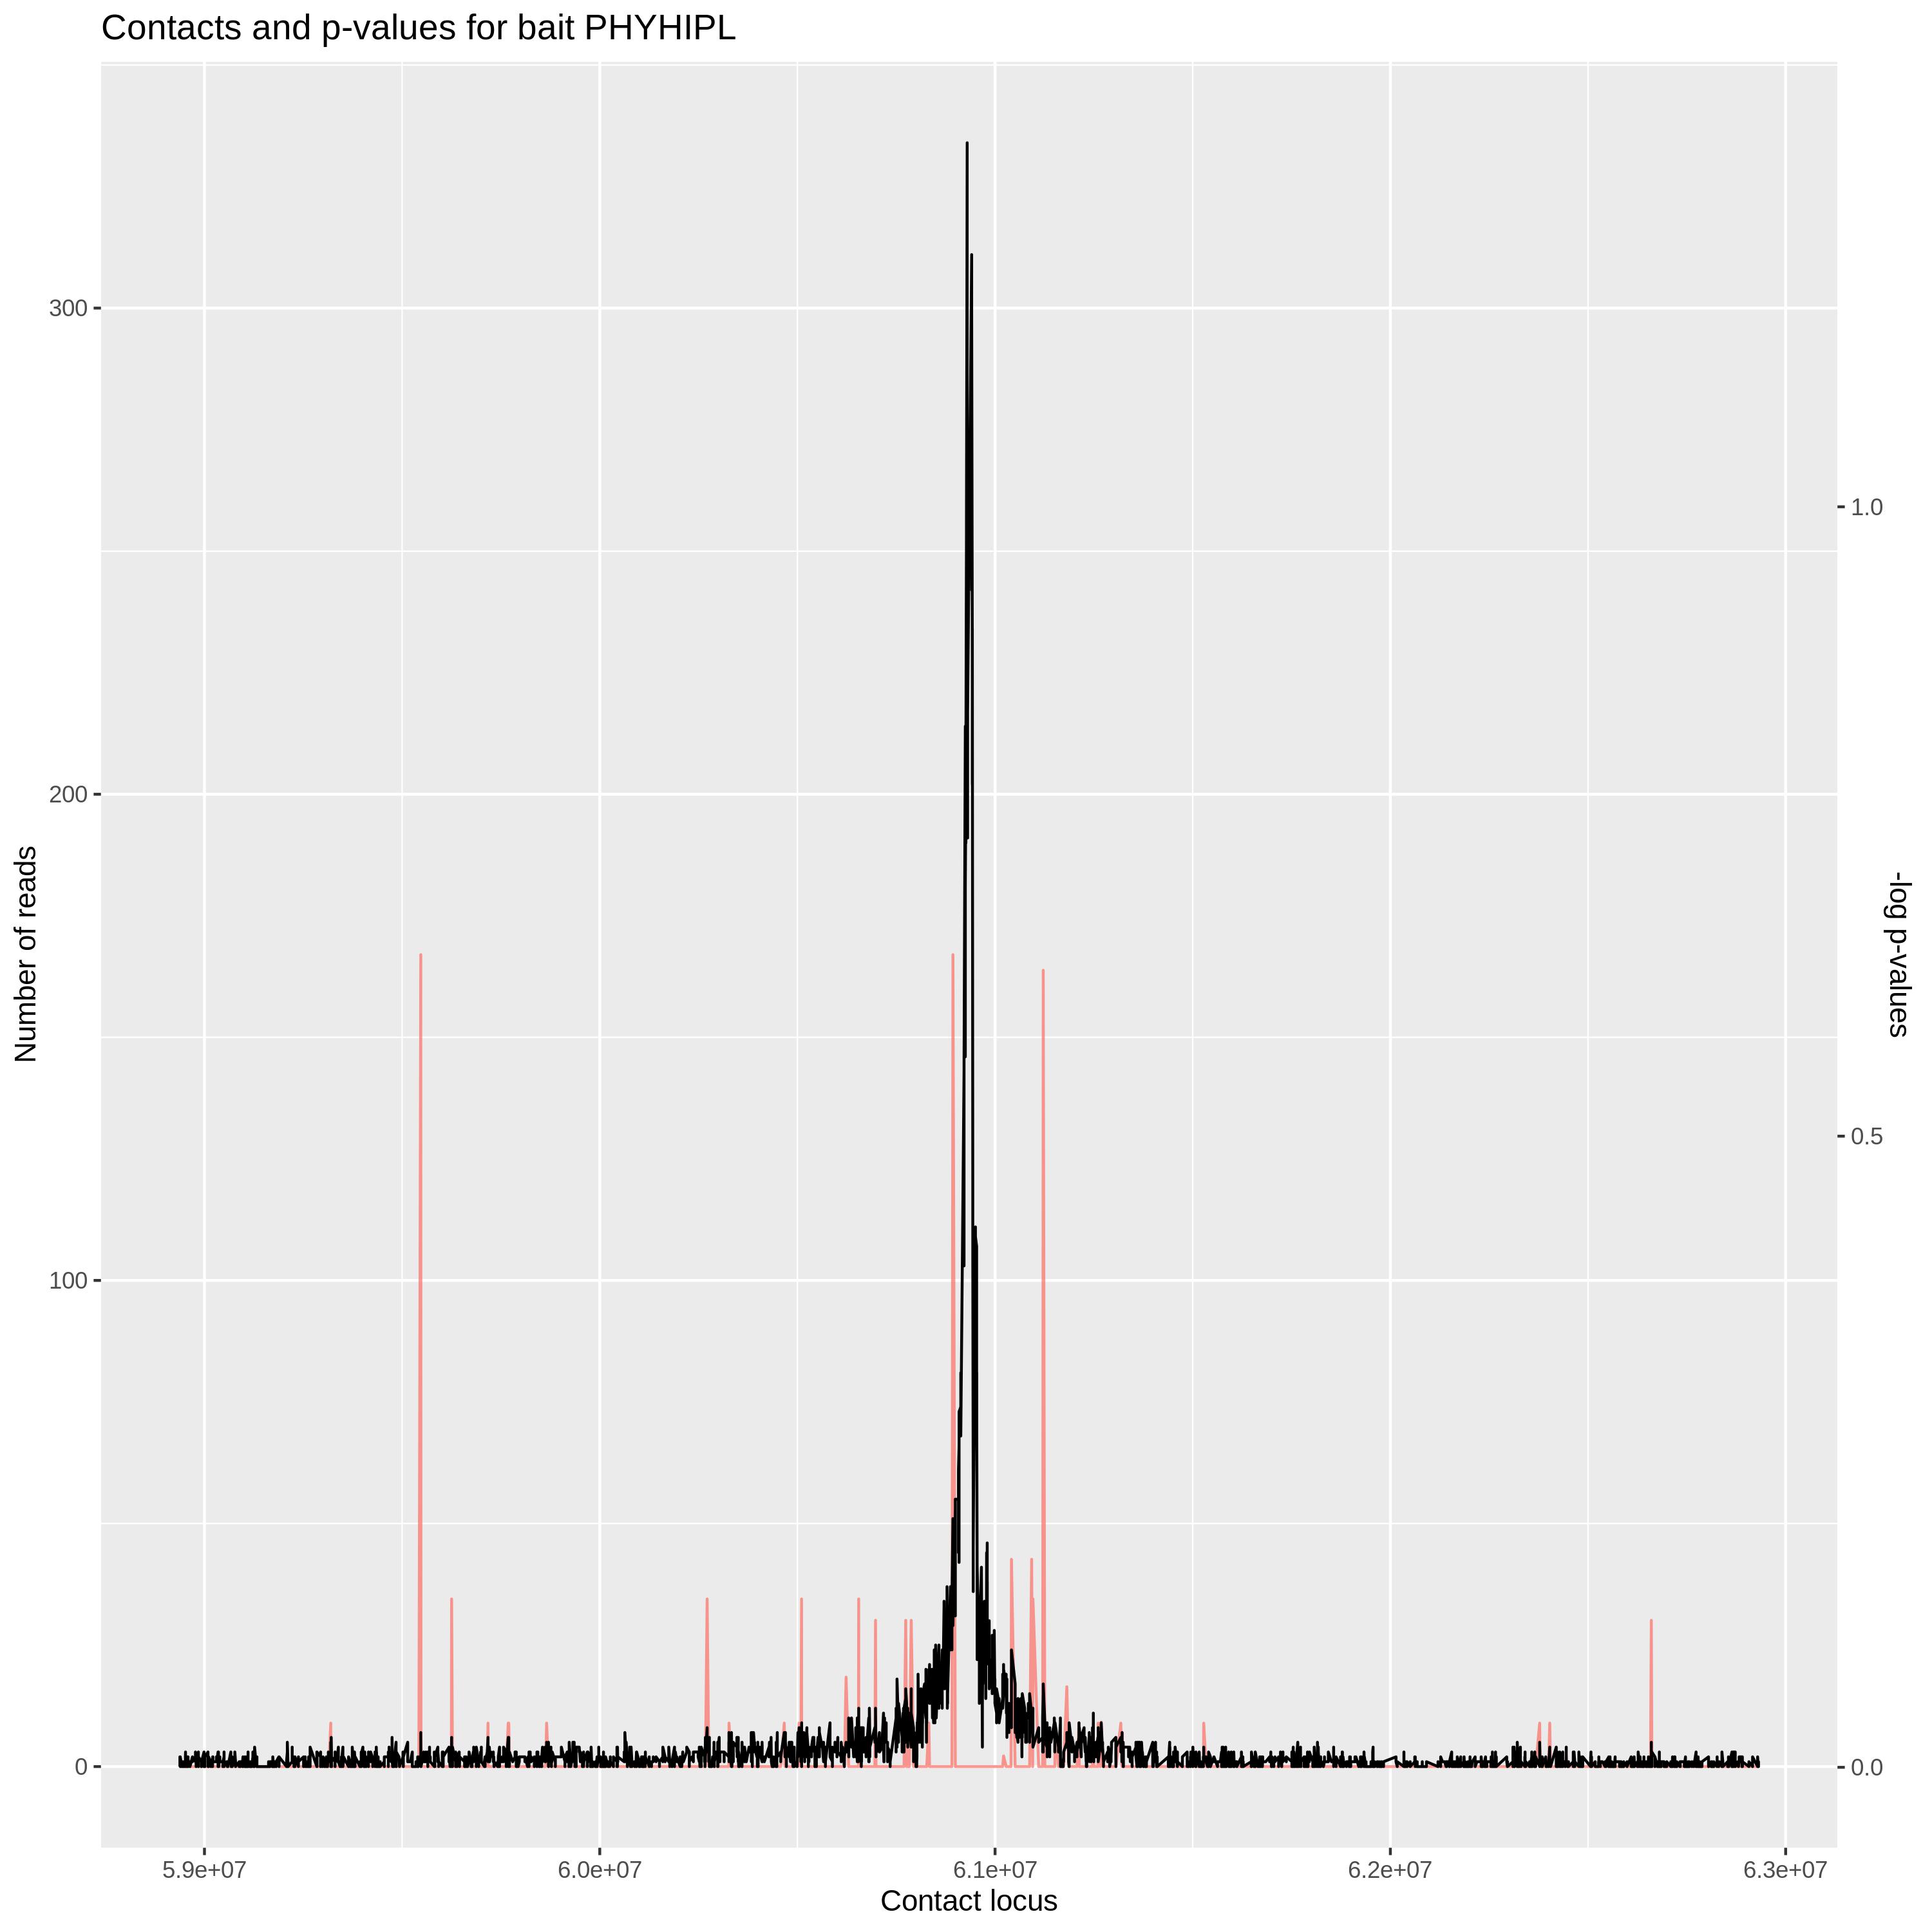 Contacts and p-values for bait PHYHIPL
300
200
100
0
Number of reads
1.0
0.5
0.0
-log p-values
5.9e+07
6.0e+07
6.1e+07
6.2e+07
6.3e+07
Contact locus